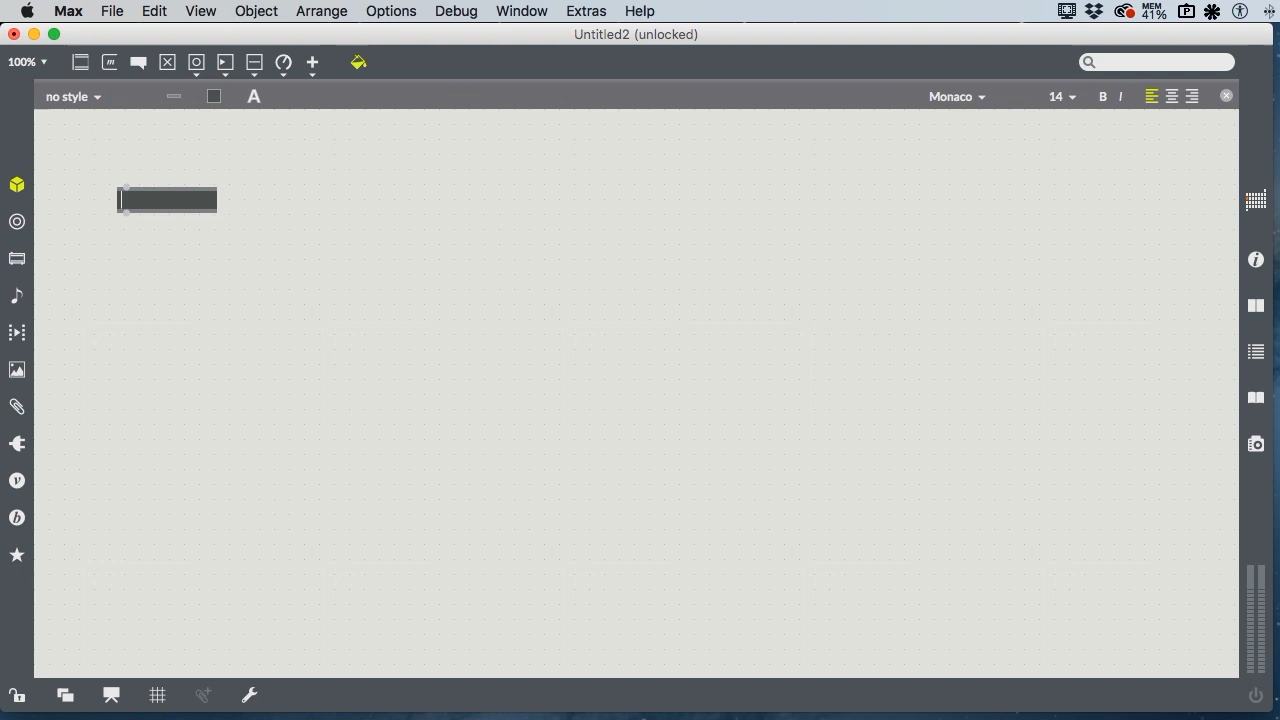 Max File Edit View Object Arrange Options Debug Window Extras Help MEM 41%
Untitled2 (unlocked)
100%
no style A Monaco 14 B I